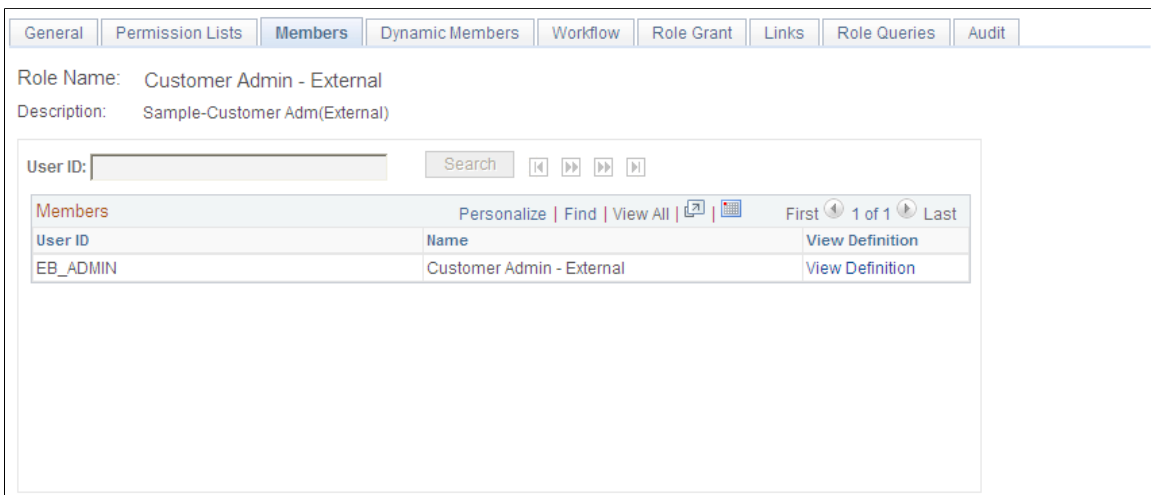 General Permission Lists Members Dynamic Members Workflow Role Grant Links Role Queries Audit
Role Name: Customer Admin - External
Description: Sample-Customer Adm(External)
User ID: Search
Members Personalize | Find | View All | | First 1 of 1 Last
User ID Name View Definition
EB_ADMIN Customer Admin - External View Definition